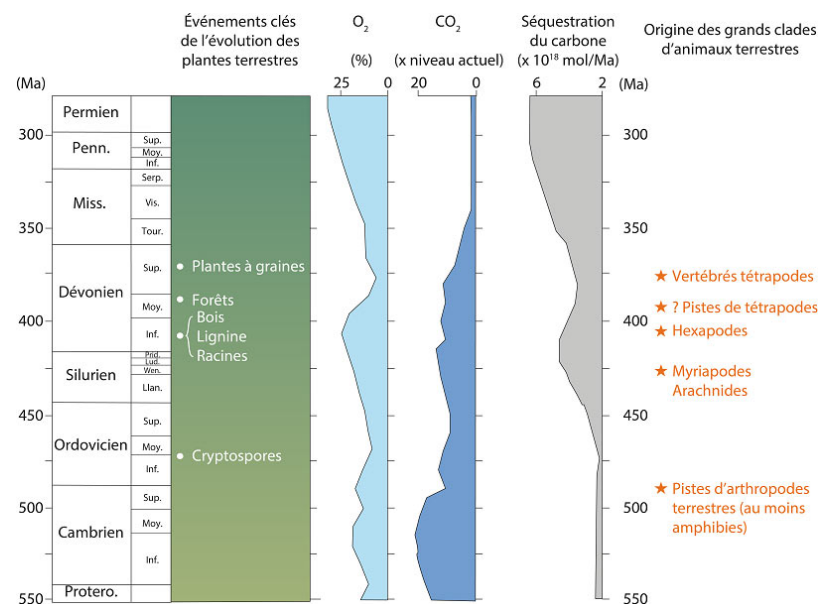 Événements clés
de l'évolution des
plantes terrestres
O₂
(%)
25 0
CO₂
(x niveau actuel)
20 0
Séquestration
du carbone
(x 10¹⁸ mol/Ma)
6 2
Origine des grands clades
d'animaux terrestres
(Ma)
(Ma)
Permien
300
Penn.
Sup.
Moy.
Inf.
300
Miss.
Serp.
Vis.
Tour.
350
350
Dévonien
Sup.
Moy.
Inf.
Plantes à graines
Forêts
Bois
Lignine
Racines
Vertébrés tétrapodes
? Pistes de tétrapodes
Hexapodes
400
400
Silurien
Prid.
Lud.
Wen.
Llan.
Myriapodes
Arachnides
450
450
Ordovicien
Sup.
Moy.
Inf.
Cryptospores
500
500
Cambrien
Sup.
Moy.
Inf.
Pistes d'arthropodes
terrestres (au moins
amphibies)
Protero.
550
550